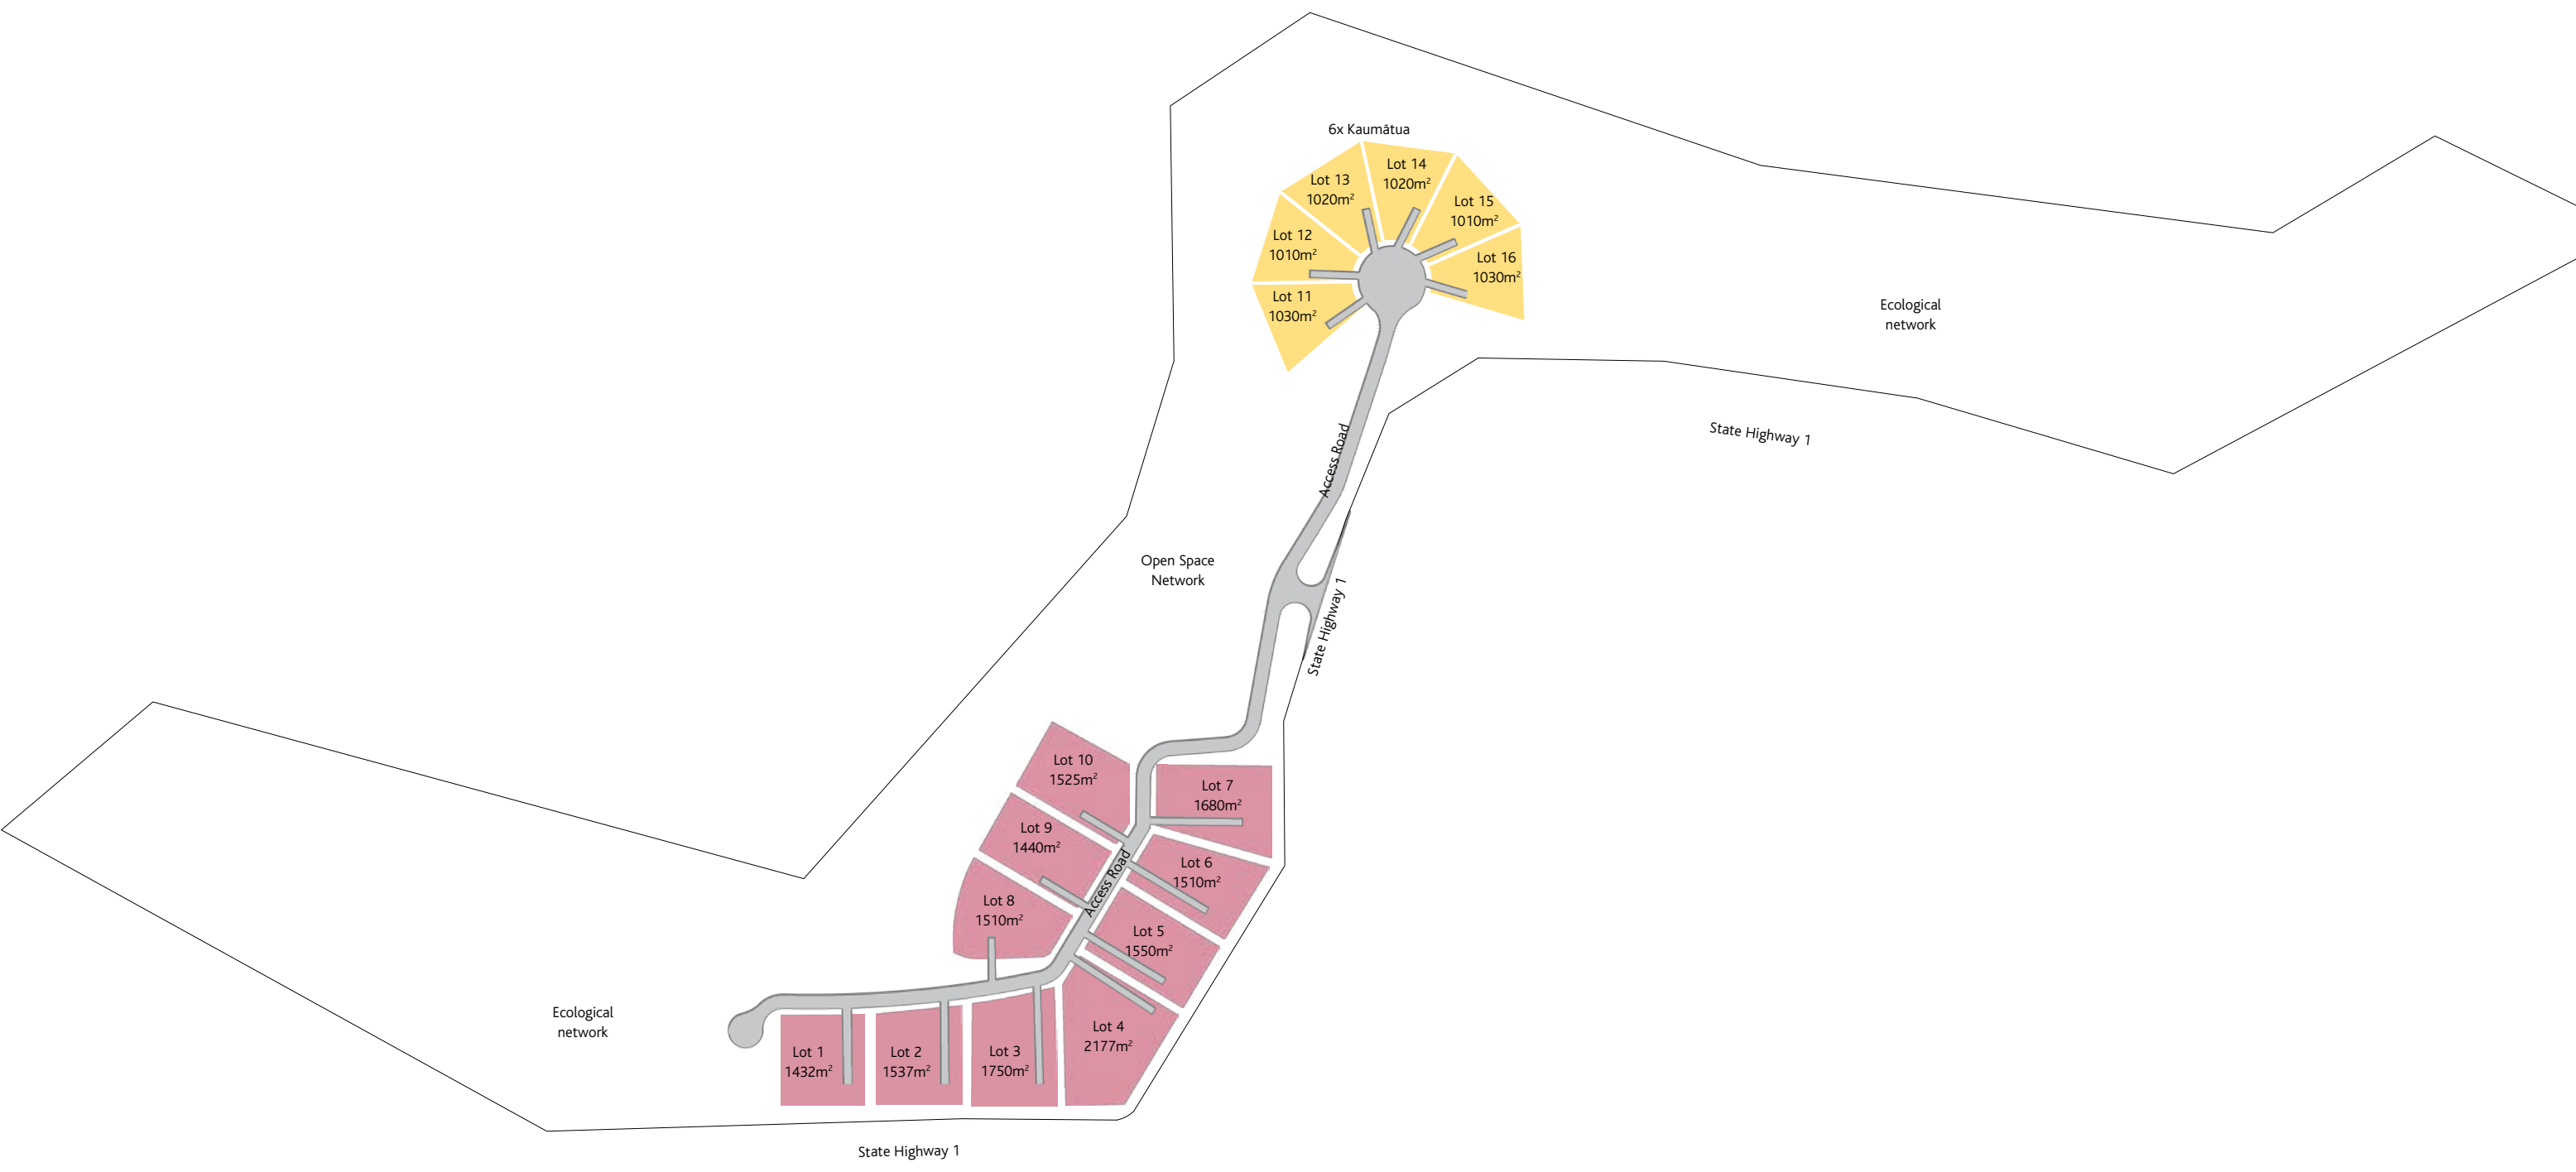 6x Kaumātua
Lot 14
1020m²
Lot 13
1020m²
Lot 15
1010m²
Lot 12
1010m²
Lot 16
1030m²
Lot 11
1030m²
Ecological
network
State Highway 1
Access Road
Open Space
Network
State Highway 1
Lot 10
1525m²
Lot 7
1680m²
Lot 9
1440m²
Lot 6
1510m²
Access Road
Lot 8
1510m²
Lot 5
1550m²
Ecological
network
Lot 4
2177m²
Lot 1
1432m²
Lot 2
1537m²
Lot 3
1750m²
State Highway 1